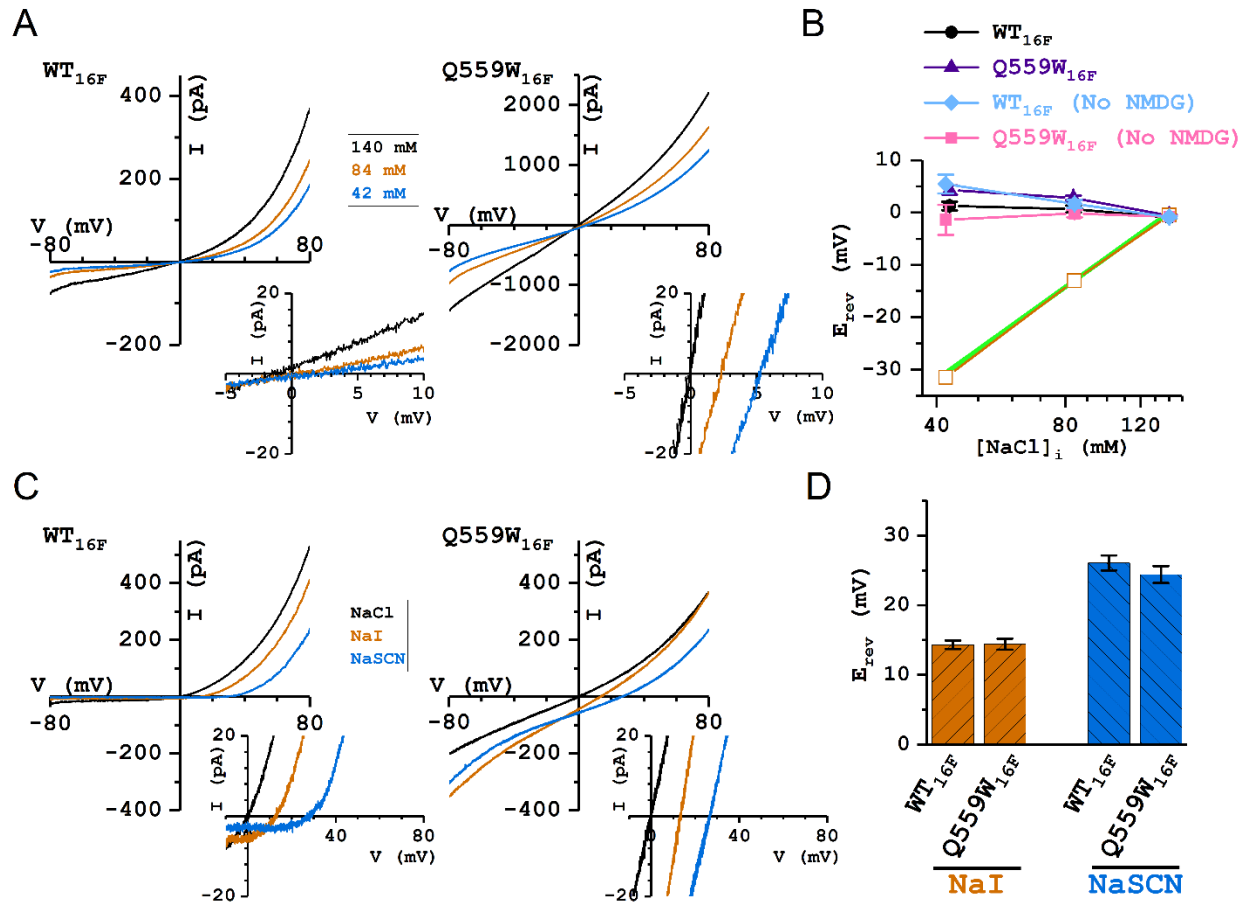 A
WT16F
I (pA)
400
200
-200
V (mV)
-80
80
140 mM
84 mM
42 mM
20
I (pA)
-5
0
5
10
V (mV)
-20
Q559W16F
I (pA)
2000
1000
-1000
-2000
V (mV)
-80
80
20
I (pA)
-5
0
5
10
V (mV)
-20
B
WT16F
Q559W16F
WT16F (No NMDG)
Q559W16F (No NMDG)
10
0
-10
-20
-30
Erev (mV)
40
80
120
[NaCl]i (mM)
C
WT16F
I (pA)
400
200
-200
-400
V (mV)
-80
80
NaCl
NaI
NaSCN
20
I (pA)
0
40
80
V (mV)
-20
Q559W16F
I (pA)
400
200
-200
-400
V (mV)
-80
80
20
I (pA)
0
40
80
V (mV)
-20
D
30
20
10
0
Erev (mV)
WT16F
Q559W16F
WT16F
Q559W16F
NaI
NaSCN